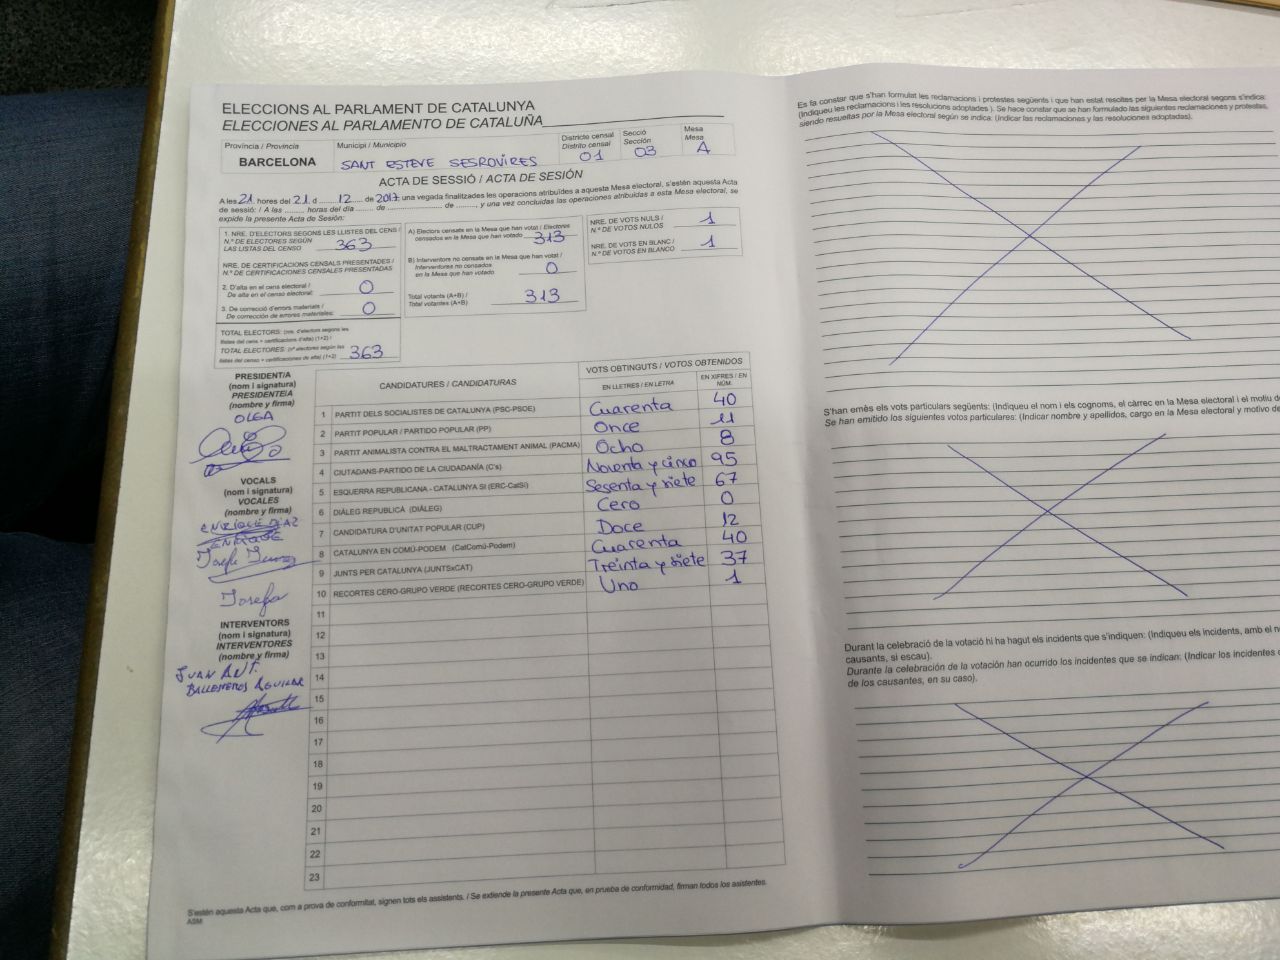 ELECCIONS AL PARLAMENT DE CATALUNYA
ELECCIONES AL PARLAMENTO DE CATALUÑA
Província / Provincia
BARCELONA
Municipi / Municipio
SANT ESTEVE SESROVIRES
Districte censal
Distrito censal
01
Secció
Sección
03
Mesa
Mesa
A
ACTA DE SESSIÓ / ACTA DE SESIÓN
A les 21 hores del 21 d 12 de 2017, una vegada finalitzades les operacions atribuïdes a aquesta Mesa electoral, s'estén aquesta Acta
de sessió: / A las ........ horas del día ........ de ........ de ........, y una vez concluidas las operaciones atribuidas a esta Mesa electoral, se
expide la presente Acta de Sesión:
1. NRE. D'ELECTORS SEGONS LES LLISTES DEL CENS /
N.º DE ELECTORES SEGÚN
LAS LISTAS DEL CENSO 363
NRE. DE CERTIFICACIONS CENSALS PRESENTADES /
N.º DE CERTIFICACIONES CENSALES PRESENTADAS
2. D'alta en el cens electoral /
De alta en el censo electoral: 0
3. De correcció d'errors materials /
De corrección de errores materiales: 0
TOTAL ELECTORS: (nre. d'electors segons les
llistes del cens + certificacions d'alta) (1+2) /
TOTAL ELECTORES: (nº electores según las
listas del censo + certificaciones de alta) (1+2) 363
A) Electors censats en la Mesa que han votat / Electores
censados en la Mesa que han votado 313
B) Interventors no censats en la Mesa que han votat /
Interventores no censados
en la Mesa que han votado 0
Total votants (A+B) /
Total votantes (A+B) 313
NRE. DE VOTS NULS /
N.º DE VOTOS NULOS 1
NRE. DE VOTS EN BLANC /
N.º DE VOTOS EN BLANCO 1
PRESIDENT/A
(nom i signatura)
PRESIDENTE/A
(nombre y firma)
OLGA
VOCALS
(nom i signatura)
VOCALES
(nombre y firma)
ENRIQUE DIAZ
ENRIQUE
Josefa
INTERVENTORS
(nom i signatura)
INTERVENTORES
(nombre y firma)
JUAN ANT.
BALLESTEROS AGUILAR
CANDIDATURES / CANDIDATURAS
VOTS OBTINGUTS / VOTOS OBTENIDOS
EN LLETRES / EN LETRA
EN XIFRES / EN NÚM.
1 PARTIT DELS SOCIALISTES DE CATALUNYA (PSC-PSOE) Cuarenta 40
2 PARTIT POPULAR / PARTIDO POPULAR (PP) Once 11
3 PARTIT ANIMALISTA CONTRA EL MALTRACTAMENT ANIMAL (PACMA) Ocho 8
4 CIUTADANS-PARTIDO DE LA CIUDADANÍA (C's) Noventa y cinco 95
5 ESQUERRA REPUBLICANA - CATALUNYA SÍ (ERC-CatSí) Sesenta y siete 67
6 DIÀLEG REPUBLICÀ (DIÀLEG) Cero 0
7 CANDIDATURA D'UNITAT POPULAR (CUP) Doce 12
8 CATALUNYA EN COMÚ-PODEM (CatComú-Podem) Cuarenta 40
9 JUNTS PER CATALUNYA (JUNTSxCAT) Treinta y siete 37
10 RECORTES CERO-GRUPO VERDE (RECORTES CERO-GRUPO VERDE) Uno 1
11
12
13
14
15
16
17
18
19
20
21
22
23
S'estén aquesta Acta que, com a prova de conformitat, signen tots els assistents. / Se extiende la presente Acta que, en prueba de conformidad, firman todos los asistentes.
ASM
Es fa constar que s'han formulat les reclamacions i protestes següents i que han estat resoltes per la Mesa electoral segons s'indica:
(Indiqueu les reclamacions i les resolucions adoptades ). Se hace constar que se han formulado las siguientes reclamaciones y protestas,
siendo resueltas por la Mesa electoral según se indica: (Indicar las reclamaciones y las resoluciones adoptadas).
S'han emès els vots particulars següents: (Indiqueu el nom i els cognoms, el càrrec en la Mesa electoral i el motiu
Se han emitido los siguientes votos particulares: (Indicar nombre y apellidos, cargo en la Mesa electoral y motivo
Durant la celebració de la votació hi ha hagut els incidents que s'indiquen: (Indiqueu els incidents, amb el
causants, si escau).
Durante la celebración de la votación han ocurrido los incidentes que se indican: (Indicar los incidentes
de los causantes, en su caso).